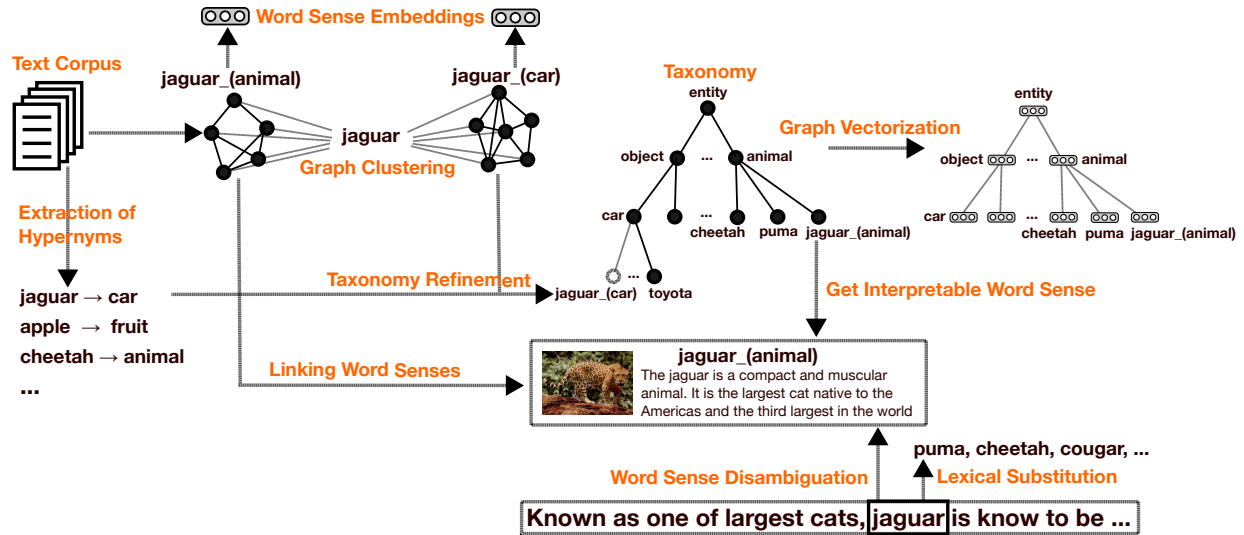 Word Sense Embeddings
Text Corpus
jaguar_(animal)
jaguar_(car)
jaguar
Graph Clustering
Taxonomy
entity
object
...
animal
car
...
cheetah
puma
jaguar_(animal)
...
jaguar_(car)
toyota
Graph Vectorization
entity
object
...
animal
car
...
cheetah
puma
jaguar_(animal)
Extraction of
Hypernyms
jaguar → car
apple → fruit
cheetah → animal
...
Taxonomy Refinement
Get Interpretable Word Sense
Linking Word Senses
jaguar_(animal)
The jaguar is a compact and muscular
animal. It is the largest cat native to the
Americas and the third largest in the world
puma, cheetah, cougar, ...
Word Sense Disambiguation
Lexical Substitution
Known as one of largest cats, jaguar is know to be ...